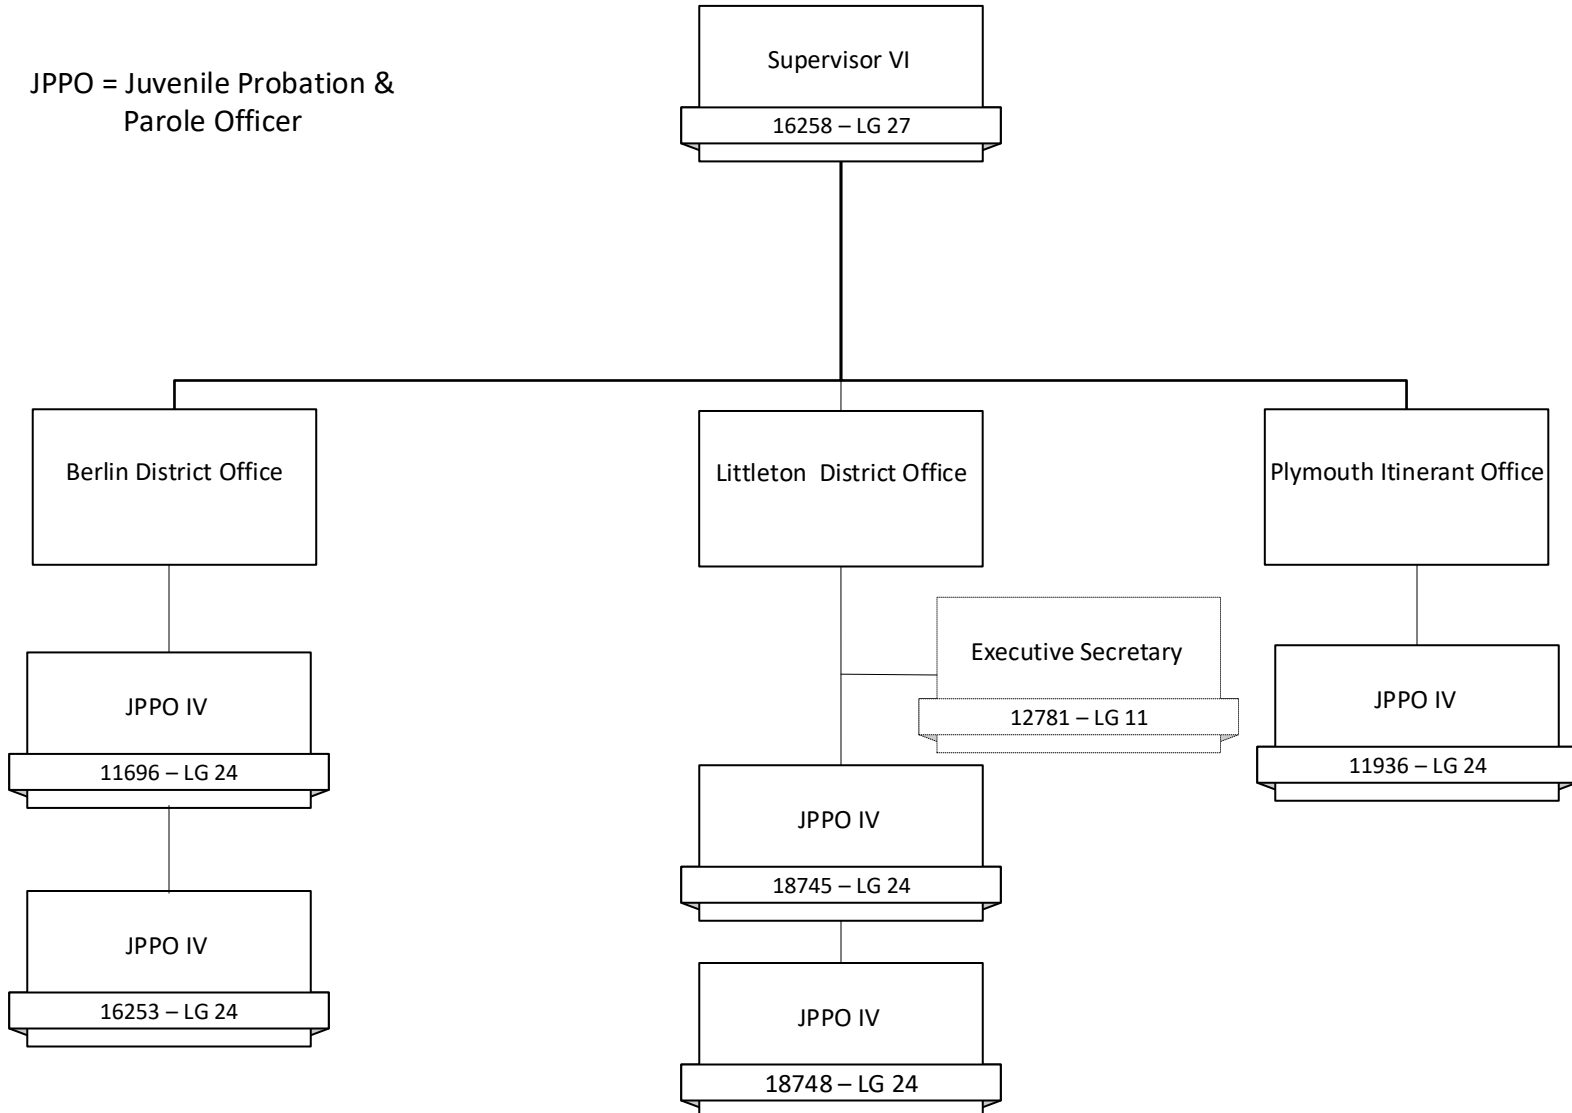 JPPO = Juvenile Probation &
Parole Officer
Supervisor VI
16258 – LG 27
Berlin District Office
Littleton  District Office
Plymouth Itinerant Office
Executive Secretary
12781 – LG 11
JPPO IV
11696 – LG 24
JPPO IV
16253 – LG 24
JPPO IV
18745 – LG 24
JPPO IV
18748 – LG 24
JPPO IV
11936 – LG 24